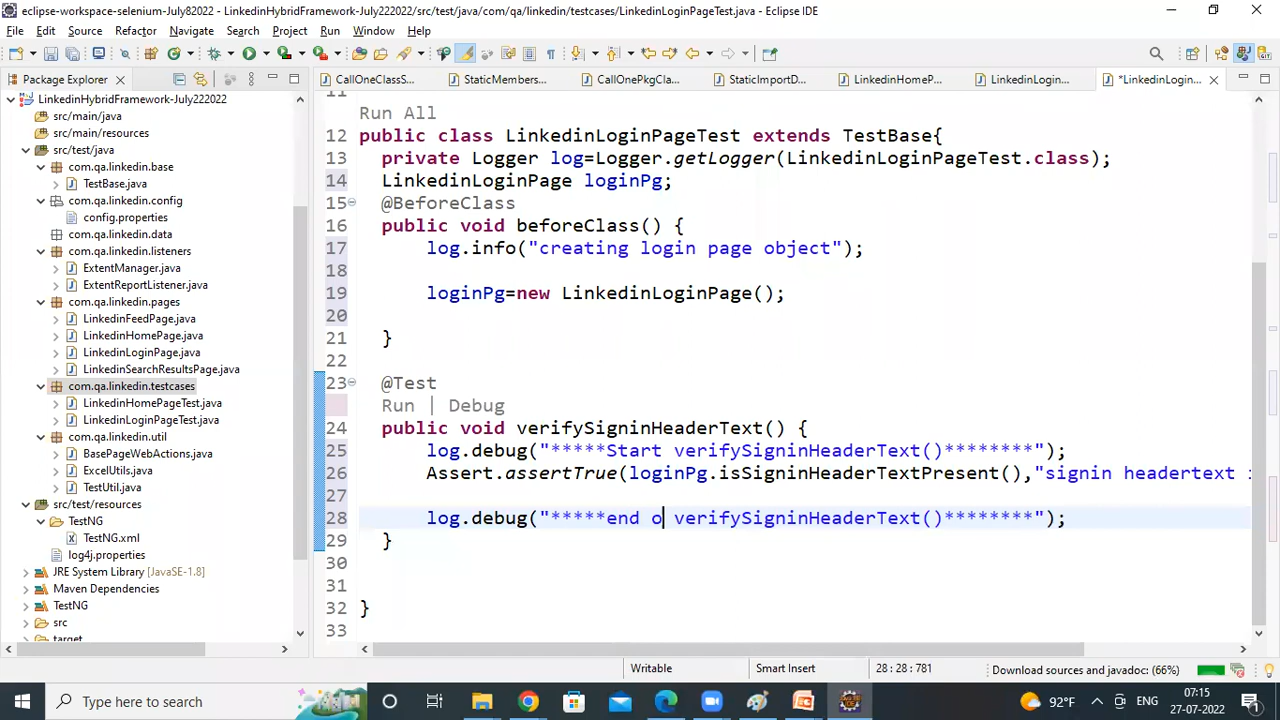 eclipse-workspace-selenium-July82022 - LinkedinHybridFramework-July222022/src/test/java/com/qa/linkedin/testcases/LinkedinLoginPageTest.java - Eclipse IDE
File Edit Source Refactor Navigate Search Project Run Window Help
Package Explorer
CallOneClassS...
StaticMembers...
CallOnePkgCla...
StaticImportD...
LinkedinHomeP...
LinkedinLogin...
*LinkedinLogin...
LinkedinHybridFramework-July222022
src/main/java
src/main/resources
src/test/java
com.qa.linkedin.base
TestBase.java
com.qa.linkedin.config
config.properties
com.qa.linkedin.data
com.qa.linkedin.listeners
ExtentManager.java
ExtentReportListener.java
com.qa.linkedin.pages
LinkedinFeedPage.java
LinkedinHomePage.java
LinkedinLoginPage.java
LinkedinSearchResultsPage.java
com.qa.linkedin.testcases
LinkedinHomePageTest.java
LinkedinLoginPageTest.java
com.qa.linkedin.util
BasePageWebActions.java
ExcelUtils.java
TestUtil.java
src/test/resources
TestNG
TestNG.xml
log4j.properties
JRE System Library [JavaSE-1.8]
Maven Dependencies
TestNG
src
target
11
Run All
12 public class LinkedinLoginPageTest extends TestBase{
13 private Logger log=Logger.getLogger(LinkedinLoginPageTest.class);
14 LinkedinLoginPage loginPg;
15 @BeforeClass
16 public void beforeClass() {
17 log.info("creating login page object");
18
19 loginPg=new LinkedinLoginPage();
20
21 }
22
23 @Test
Run | Debug
24 public void verifySigninHeaderText() {
25 log.debug("*****Start verifySigninHeaderText()********");
26 Assert.assertTrue(loginPg.isSigninHeaderTextPresent(),"signin headertext
27
28 log.debug("*****end o verifySigninHeaderText()********");
29 }
30
31
32 }
33
Writable
Smart Insert
28 : 28 : 781
Download sources and javadoc: (66%)
Type here to search
92°F
ENG
07:15
27-07-2022
1